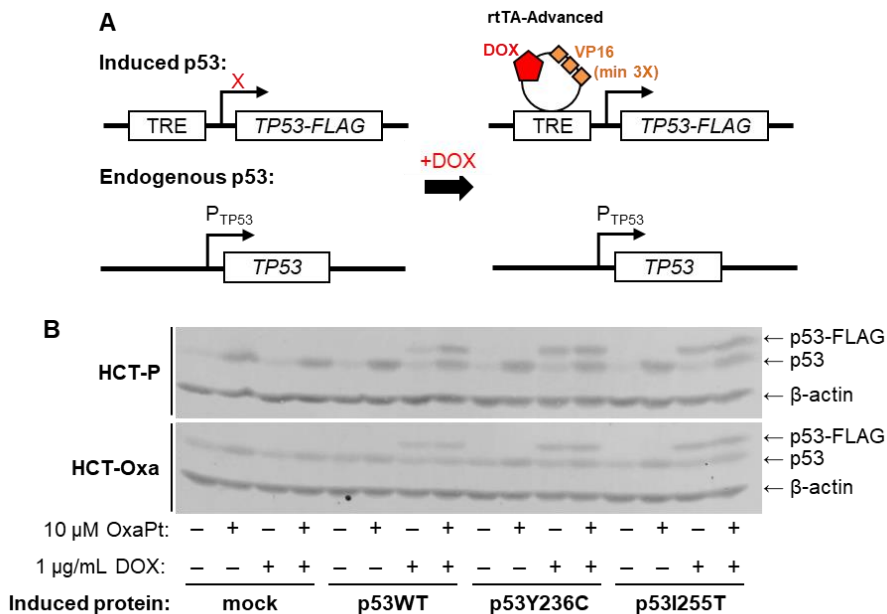 A
rtTA-Advanced
Induced p53:
X
DOX
VP16
(min 3X)
TRE
TP53-FLAG
TRE
TP53-FLAG
+DOX
Endogenous p53:
P_TP53
P_TP53
TP53
TP53
B
HCT-P
← p53-FLAG
← p53
← β-actin
HCT-Oxa
← p53-FLAG
← p53
← β-actin
10 µM OxaPt: – + – + – + – + – + – + – + – +
1 µg/mL DOX: – – + + – – + + – – + + – – + +
Induced protein: mock p53WT p53Y236C p53I255T